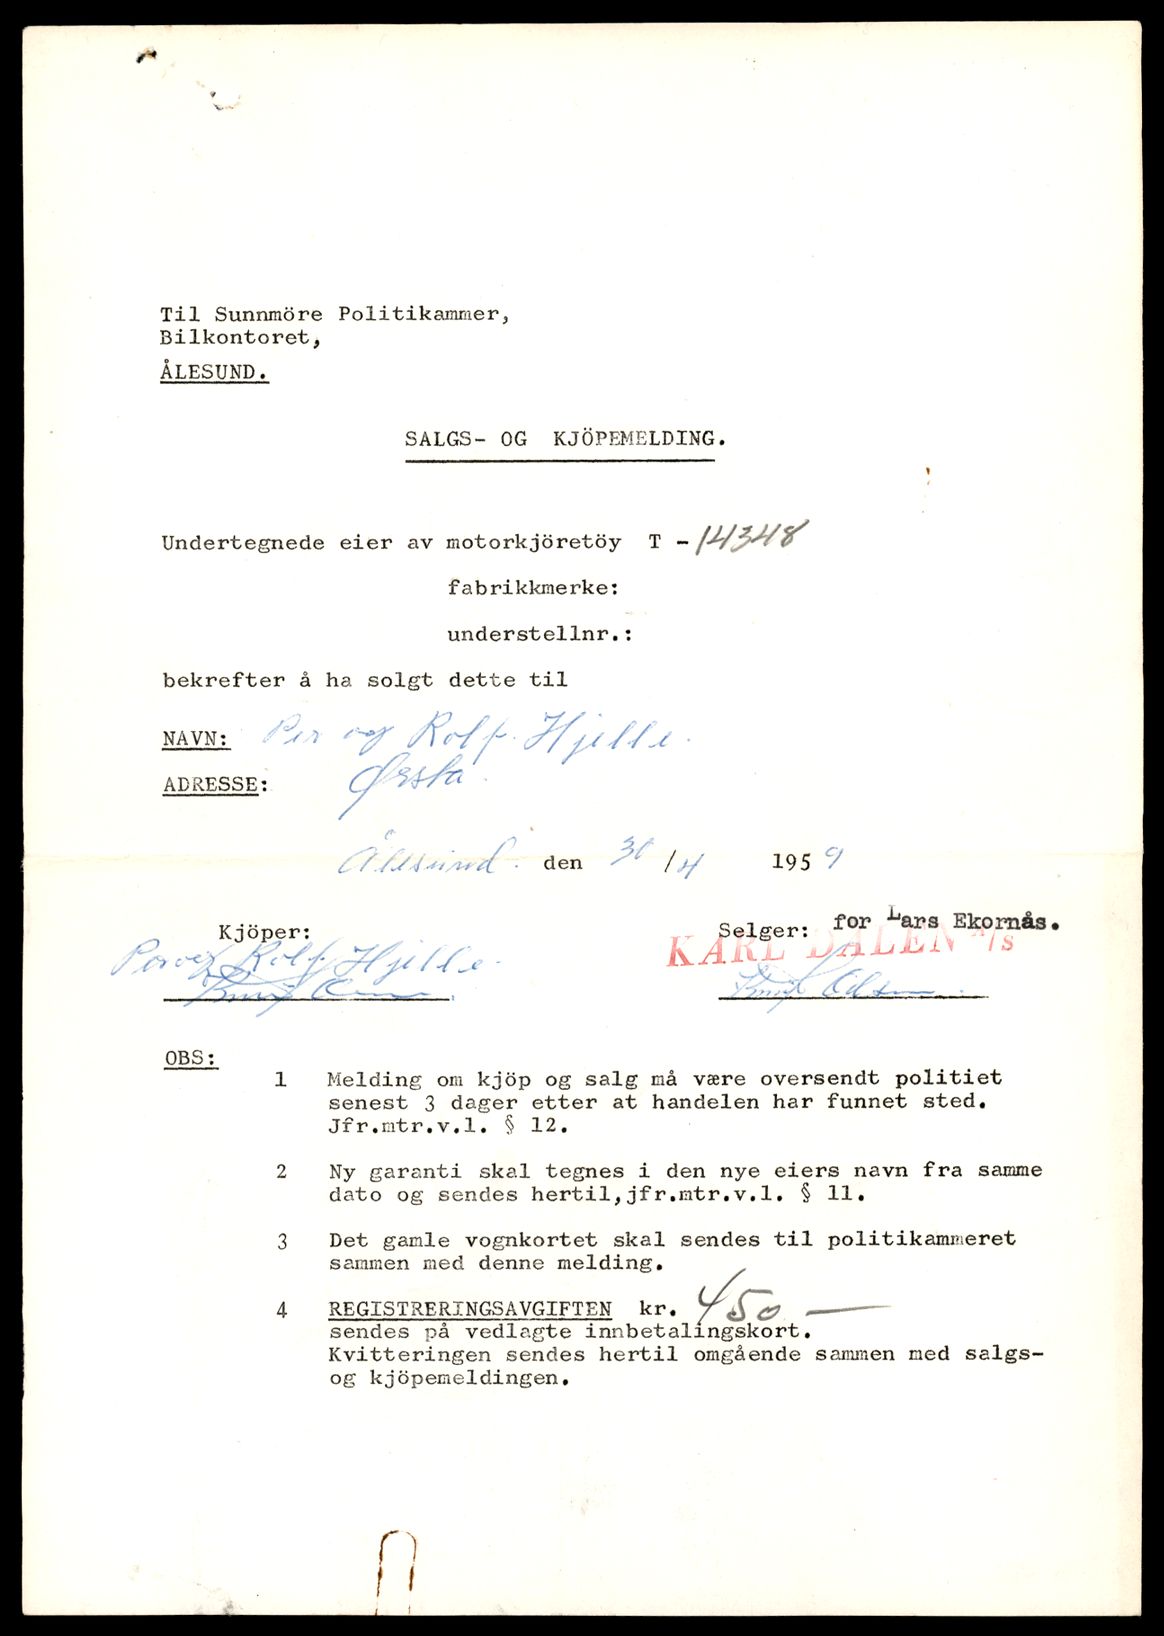 Til Sunnmöre Politikammer,
Bilkontoret,
ÅLESUND.
SALGS- OG KJÖPEMELDING.
Undertegnede eier av motorkjöretöy T - 14348
fabrikkmerke:
understellnr.:
bekrefter å ha solgt dette til
NAVN: Per og Rolf Hjelle.
ADRESSE: Ørsta.
Ålesund. den 30/4 1959
Kjöper: Selger: for Lars Ekornås.
KARL DALEN A/S
Per og Rolf Hjelle.
OBS:
1 Melding om kjöp og salg må være oversendt politiet
senest 3 dager etter at handelen har funnet sted.
Jfr.mtr.v.l. § 12.
2 Ny garanti skal tegnes i den nye eiers navn fra samme
dato og sendes hertil,jfr.mtr.v.l. § 11.
3 Det gamle vognkortet skal sendes til politikammeret
sammen med denne melding.
4 REGISTRERINGSAVGIFTEN kr. 450 —
sendes på vedlagte innbetalingskort.
Kvitteringen sendes hertil omgående sammen med salgs-
og kjöpemeldingen.